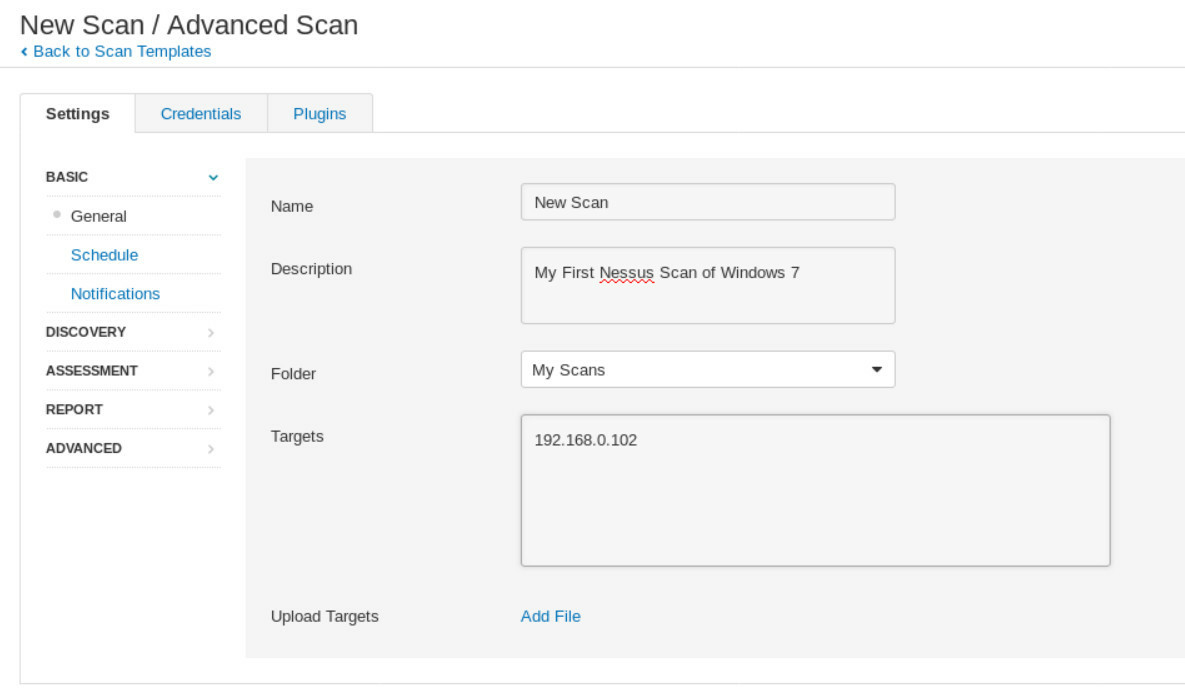 New Scan / Advanced Scan
‹ Back to Scan Templates
Settings
Credentials
Plugins
BASIC
General
Schedule
Notifications
DISCOVERY
ASSESSMENT
REPORT
ADVANCED
Name
New Scan
Description
My First Nessus Scan of Windows 7
Folder
My Scans
Targets
192.168.0.102
Upload Targets
Add File